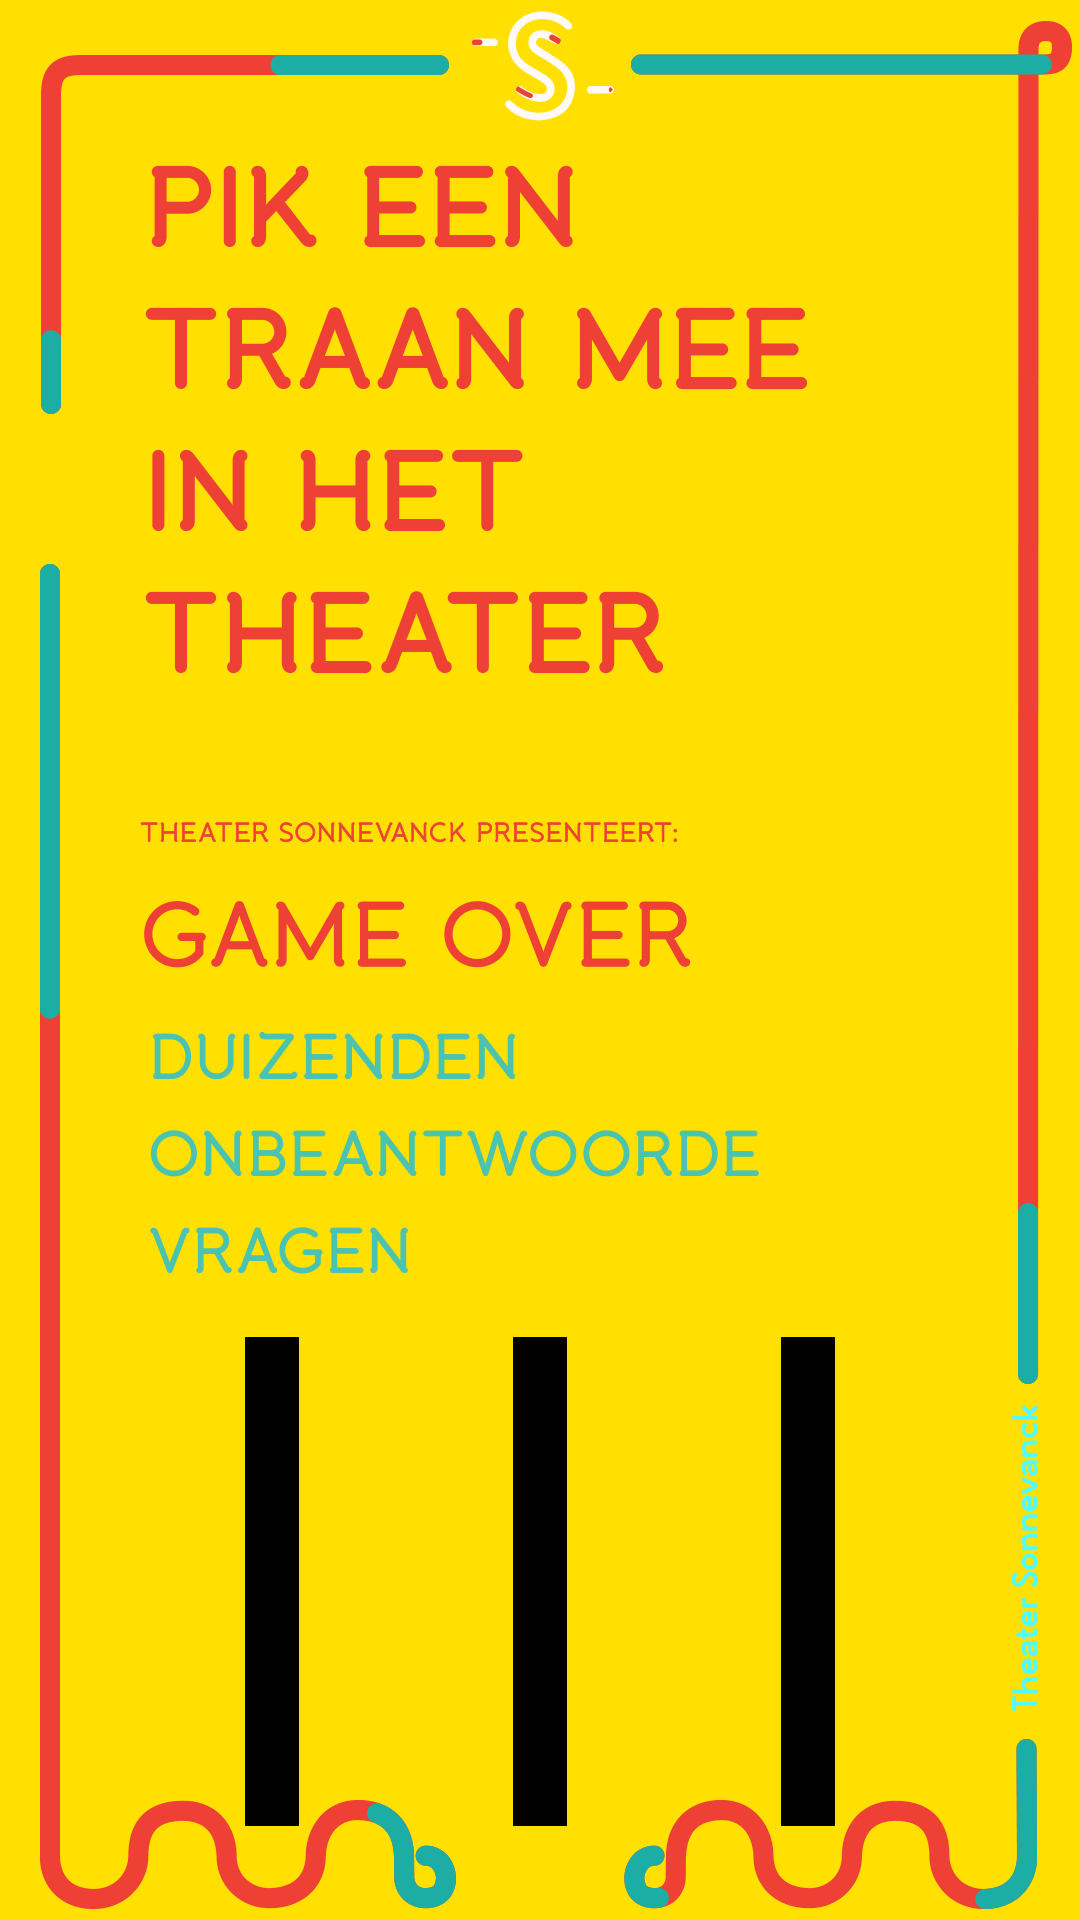 S
PIK EEN
TRAAN MEE
IN HET
THEATER
THEATER SONNEVANCK PRESENTEERT:
GAME OVER
DUIZENDEN
ONBEANTWOORDE
VRAGEN
Theater Sonnevanck